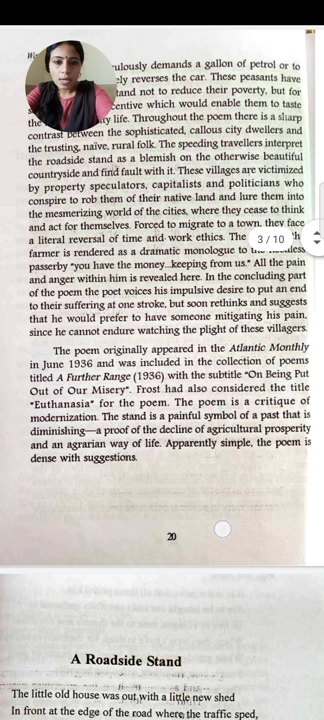 Wi
ulously demands a gallon of petrol or to
ely reverses the car. These peasants have
tand not to reduce their poverty, but for
s centive which would enable them to taste
the ty life. Throughout the poem there is a sharp
contrast between the sophisticated, callous city dwellers and
the trusting, naïve, rural folk. The speeding travellers interpret
the roadside stand as a blemish on the otherwise beautiful
countryside and find fault with it. These villages are victimized
by property speculators, capitalists and politicians who
conspire to rob them of their native land and lure them into
the mesmerizing world of the cities, where they cease to think
and act for themselves. Forced to migrate to a town, they face
a literal reversal of time and work ethics. The
3 / 10
farmer is rendered as a dramatic monologue to
passerby "you have the money...keeping from us." All the pain
and anger within him is revealed here. In the concluding part
of the poem the poet voices his impulsive desire to put an end
to their suffering at one stroke, but soon rethinks and suggests
that he would prefer to have someone mitigating his pain,
since he cannot endure watching the plight of these villagers.
The poem originally appeared in the Atlantic Monthly
in June 1936 and was included in the collection of poems
titled A Further Range (1936) with the subtitle "On Being Put
Out of Our Misery". Frost had also considered the title
"Euthanasia" for the poem. The poem is a critique of
modernization. The stand is a painful symbol of a past that is
diminishing—a proof of the decline of agricultural prosperity
and an agrarian way of life. Apparently simple, the poem is
dense with suggestions.
20
A Roadside Stand
The little old house was out with a little new shed
In front at the edge of the road where the traffic sped,